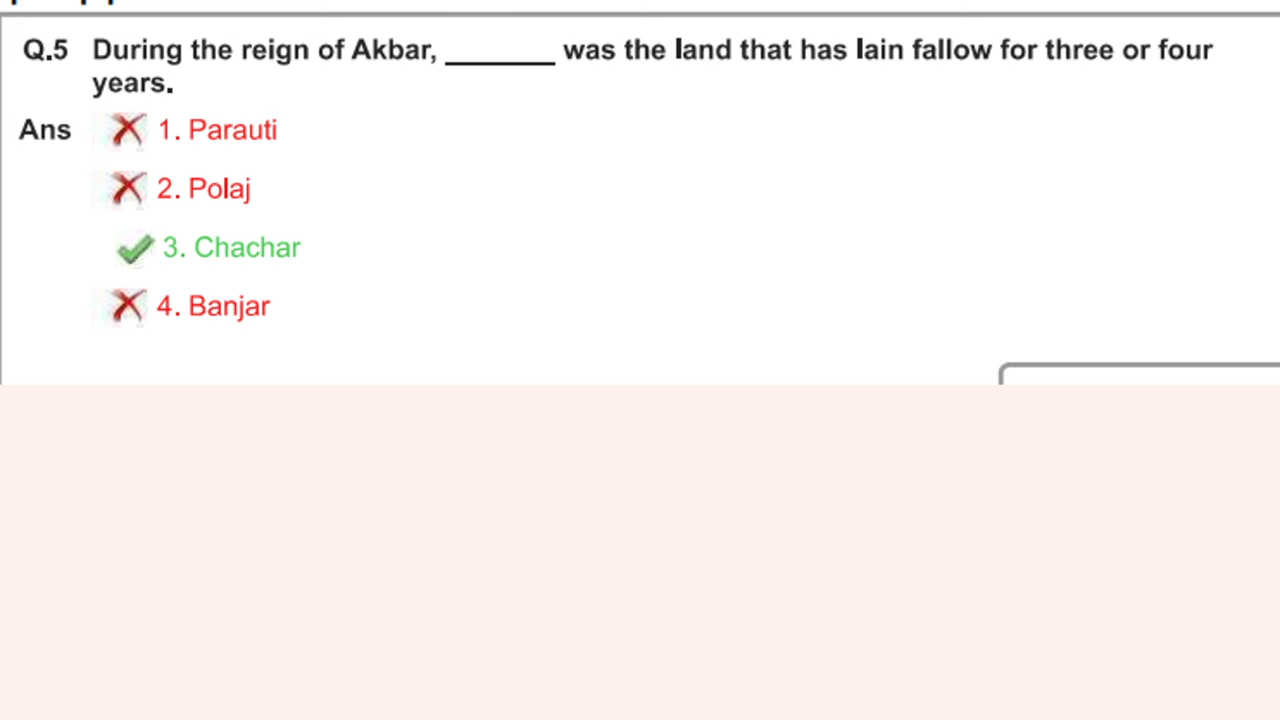 Q.5 During the reign of Akbar, _______ was the land that has lain fallow for three or four
years.
Ans 1. Parauti
2. Polaj
3. Chachar
4. Banjar